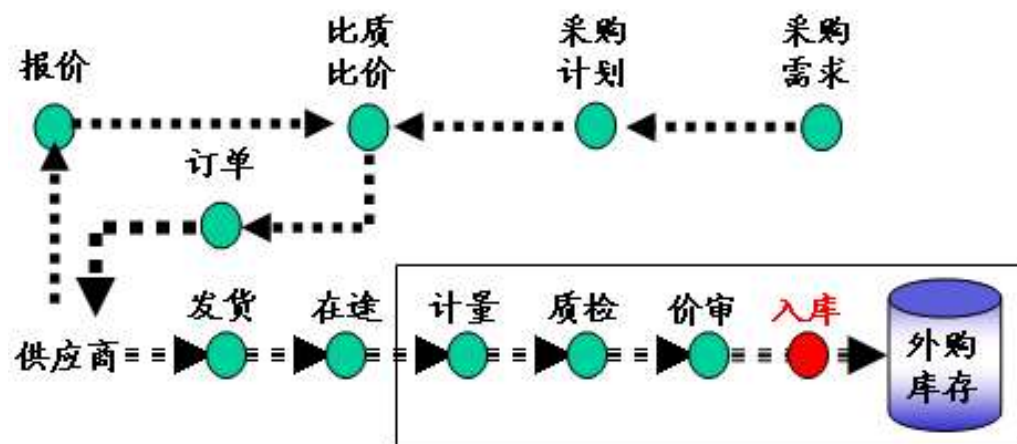 报价
比质
比价
采购
计划
采购
需求
订单
供应商
发货
在途
计量
质检
价审
入库
外购
库存